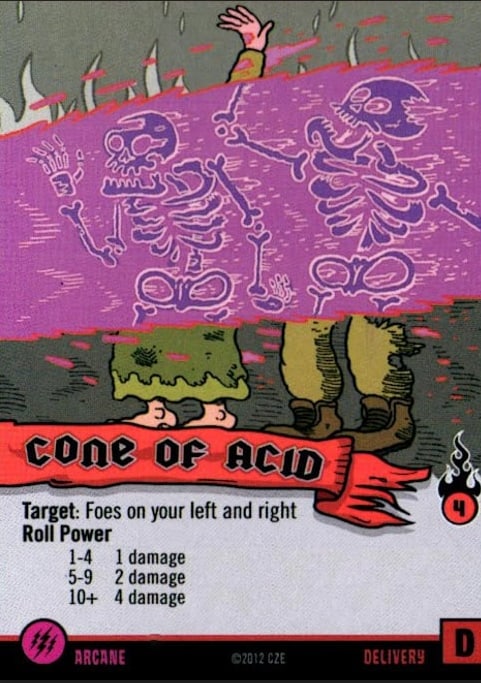 CONE OF ACID
4
Target: Foes on your left and right
Roll Power
1-4 1 damage
5-9 2 damage
10+ 4 damage
ARCANE ©2012 CZE DELIVERY D